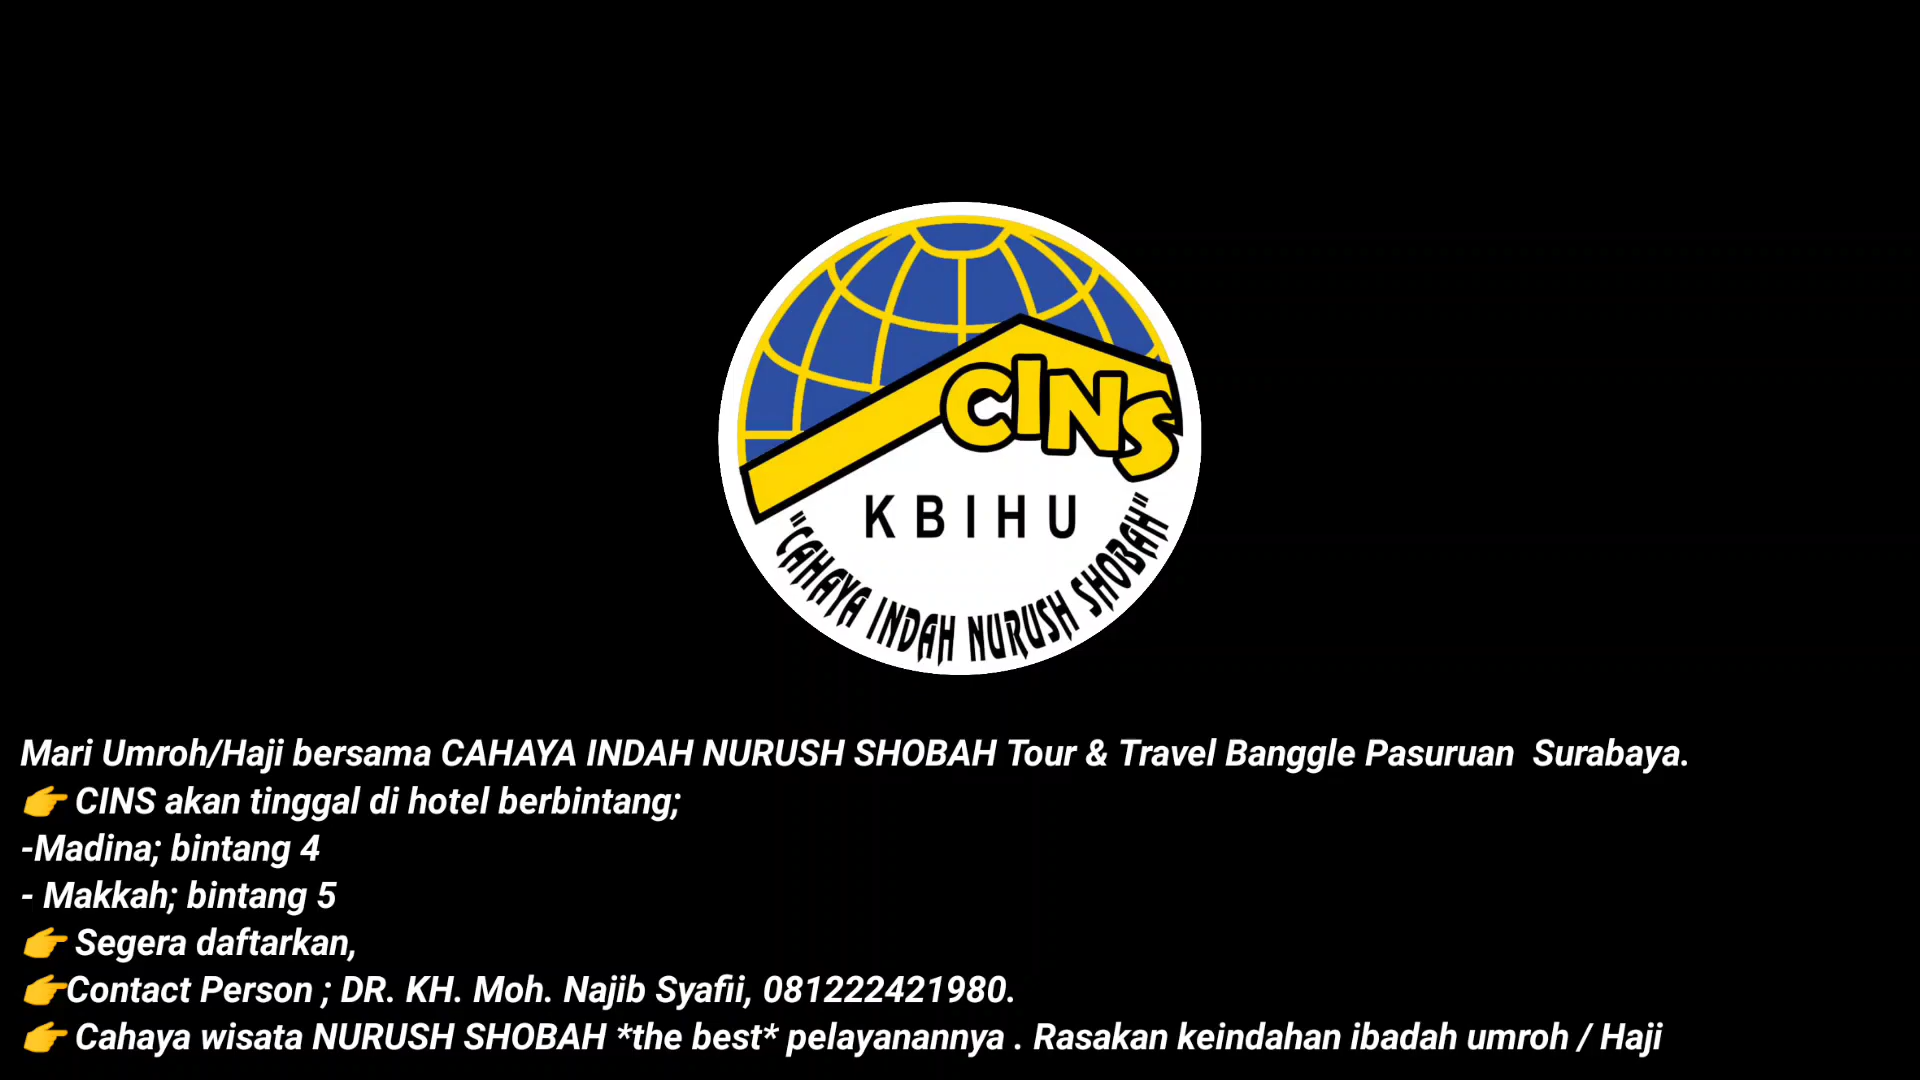 CINS
KBIHU
"CAHAYA INDAH NURUSH SHOBAH"
Mari Umroh/Haji bersama CAHAYA INDAH NURUSH SHOBAH Tour & Travel Banggle Pasuruan  Surabaya.
👉 CINS akan tinggal di hotel berbintang;
-Madina; bintang 4
- Makkah; bintang 5
👉 Segera daftarkan,
👉Contact Person ; DR. KH. Moh. Najib Syafii, 081222421980.
👉 Cahaya wisata NURUSH SHOBAH *the best* pelayanannya . Rasakan keindahan ibadah umroh / Haji